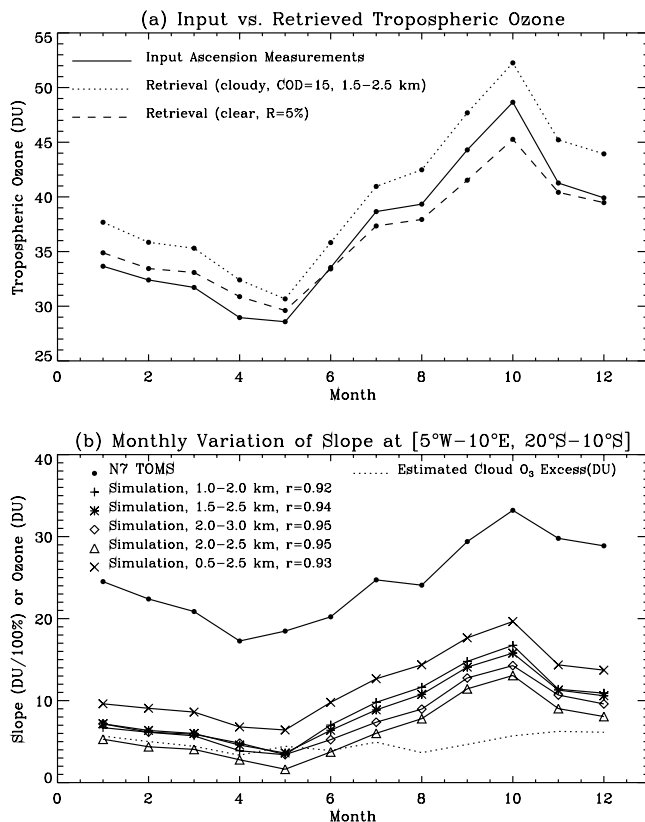 (a) Input vs. Retrieved Tropospheric Ozone
55
50
45
40
35
30
25
Tropospheric Ozone (DU)
Input Ascension Measurements
Retrieval (cloudy, COD=15, 1.5−2.5 km)
Retrieval (clear, R=5%)
0 2 4 6 8 10 12
Month
(b) Monthly Variation of Slope at [5°W−10°E, 20°S−10°S]
40
30
20
10
0
Slope (DU/100%) or Ozone (DU)
N7 TOMS
Simulation, 1.0−2.0 km, r=0.92
Simulation, 1.5−2.5 km, r=0.94
Simulation, 2.0−3.0 km, r=0.95
Simulation, 2.0−2.5 km, r=0.95
Simulation, 0.5−2.5 km, r=0.93
Estimated Cloud O₃ Excess(DU)
0 2 4 6 8 10 12
Month